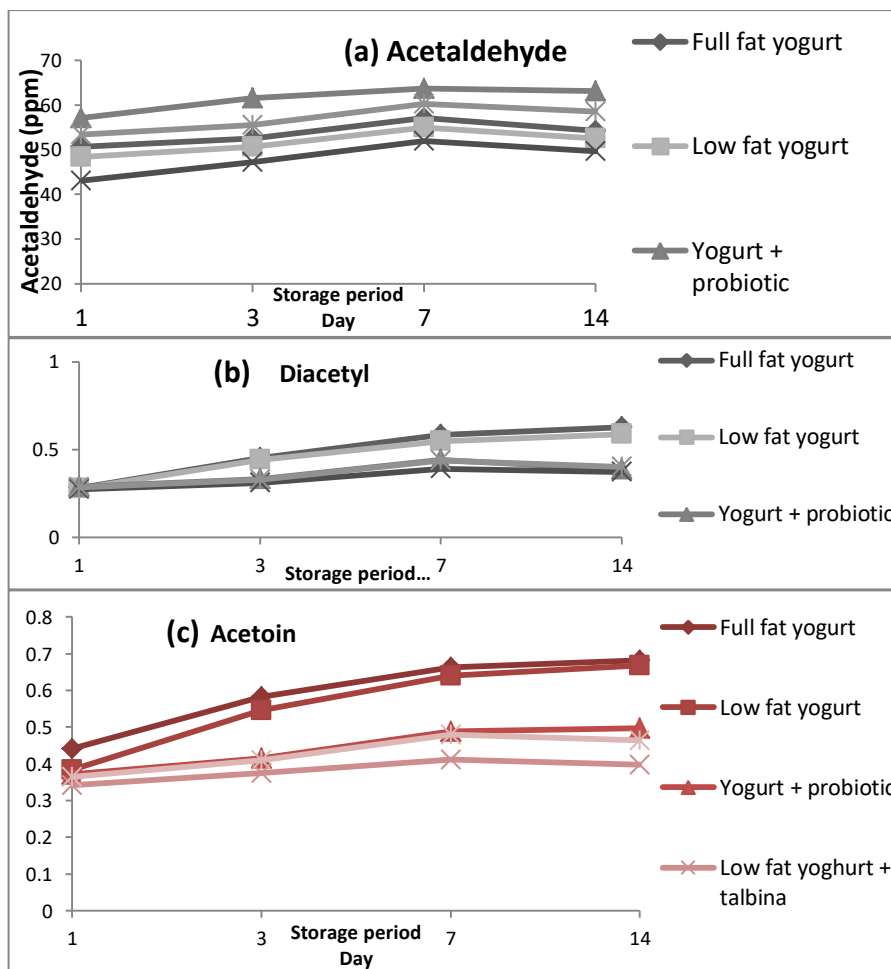 (a) Acetaldehyde
Acetaldehyde (ppm)
70
60
50
40
30
20
1
3
7
14
Storage period
Day
Full fat yogurt
Low fat yogurt
Yogurt +
probiotic
(b) Diacetyl
1
0.5
0
1
3
7
14
Storage period...
Full fat yogurt
Low fat yogurt
Yogurt + probiotic
(c) Acetoin
0.8
0.7
0.6
0.5
0.4
0.3
0.2
0.1
0
1
3
7
14
Storage period
Day
Full fat yogurt
Low fat yogurt
Yogurt + probiotic
Low fat yoghurt +
talbina